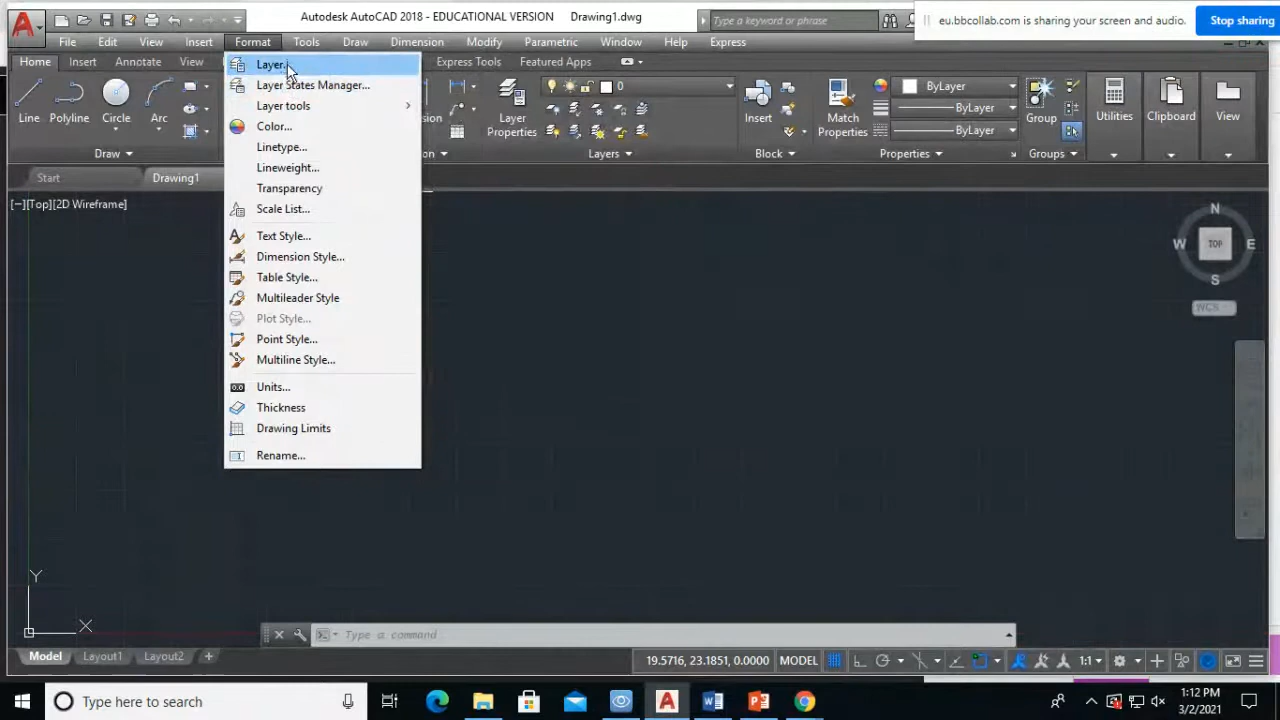 Autodesk AutoCAD 2018 - EDUCATIONAL VERSION Drawing1.dwg
Type a keyword or phrase
eu.bbcollab.com is sharing your screen and audio.
Stop sharing
File Edit View Insert Format Tools Draw Dimension Modify Parametric Window Help Express
Home Insert Annotate View Express Tools Featured Apps
Line
Polyline
Circle
Arc
Layer
Properties
0
Insert
Match
Properties
ByLayer
ByLayer
ByLayer
Group
Utilities
Clipboard
View
Draw
Layers
Block
Properties
Groups
Start
Drawing1
[−][Top][2D Wireframe]
Layer...
Layer States Manager...
Layer tools
Color...
Linetype...
Lineweight...
Transparency
Scale List...
Text Style...
Dimension Style...
Table Style...
Multileader Style
Plot Style...
Point Style...
Multiline Style...
Units...
Thickness
Drawing Limits
Rename...
N
W
TOP
E
S
WCS
Y
X
Type a command
Model
Layout1
Layout2
+
19.5716, 23.1851, 0.0000
MODEL
1:1
Type here to search
1:12 PM
3/2/2021